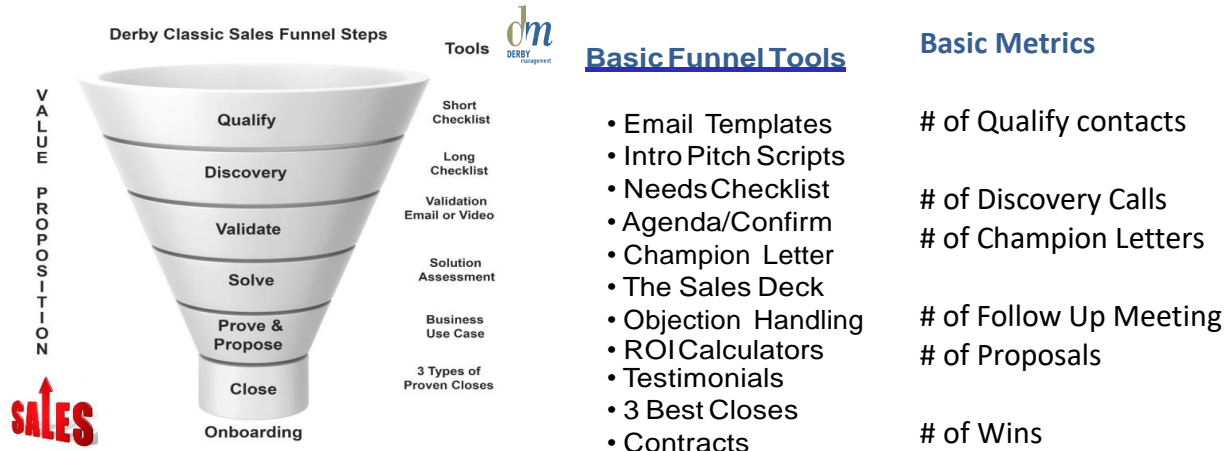 Derby Classic Sales Funnel Steps
Tools
dm
DERBY
management
VALUE PROPOSITION
Qualify
Short
Checklist
Discovery
Long
Checklist
Validate
Validation
Email or Video
Solve
Solution
Assessment
Prove &
Propose
Business
Use Case
Close
3 Types of
Proven Closes
Onboarding
SALES
Basic Funnel Tools
• Email Templates
• Intro Pitch Scripts
• Needs Checklist
• Agenda/Confirm
• Champion Letter
• The Sales Deck
• Objection Handling
• ROI Calculators
• Testimonials
• 3 Best Closes
• Contracts
Basic Metrics
# of Qualify contacts
# of Discovery Calls
# of Champion Letters
# of Follow Up Meeting
# of Proposals
# of Wins